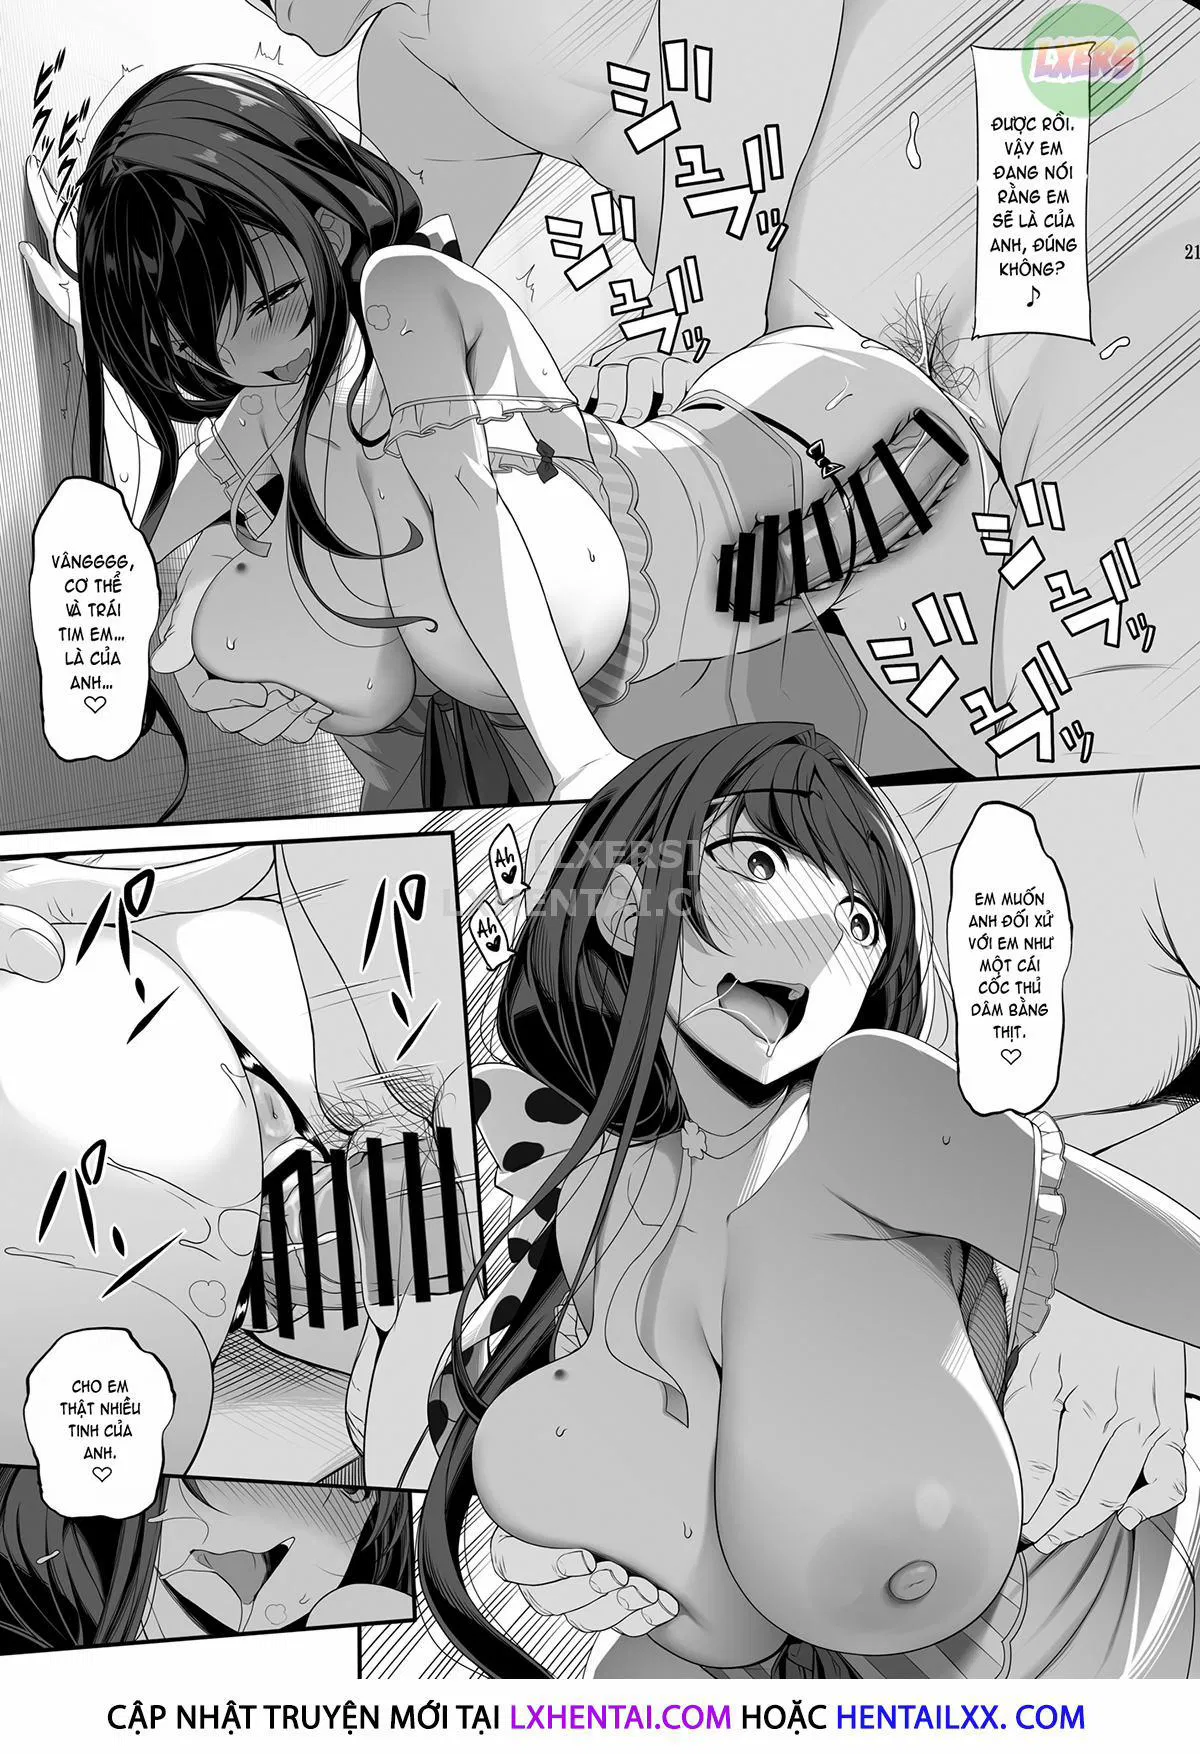 LXERS
ĐƯỢC RỒI.
VẬY EM
ĐANG NÓI
RẰNG EM
SẼ LÀ CỦA
ANH, ĐÚNG
KHÔNG?
♪
21
ジュブッ
ジュブッ
ジュブッ
ジュブッ
VÂNGGGG,
CƠ THỂ
VÀ TRÁI
TIM EM...
LÀ CỦA
ANH...
♡
EM MUỐN
ANH ĐỐI XỬ
VỚI EM NHƯ
MỘT CÁI
CỐC THỦ
DÂM BẰNG
THỊT.
♡
Ah
♥
Ah
♥
[LXERS]
LXHENTAI.COM
パン
パン
CHO EM
THẬT NHIỀU
TINH CỦA
ANH.
♡
CẬP NHẬT TRUYỆN MỚI TẠI LXHENTAI.COM HOẶC HENTAILXX. COM